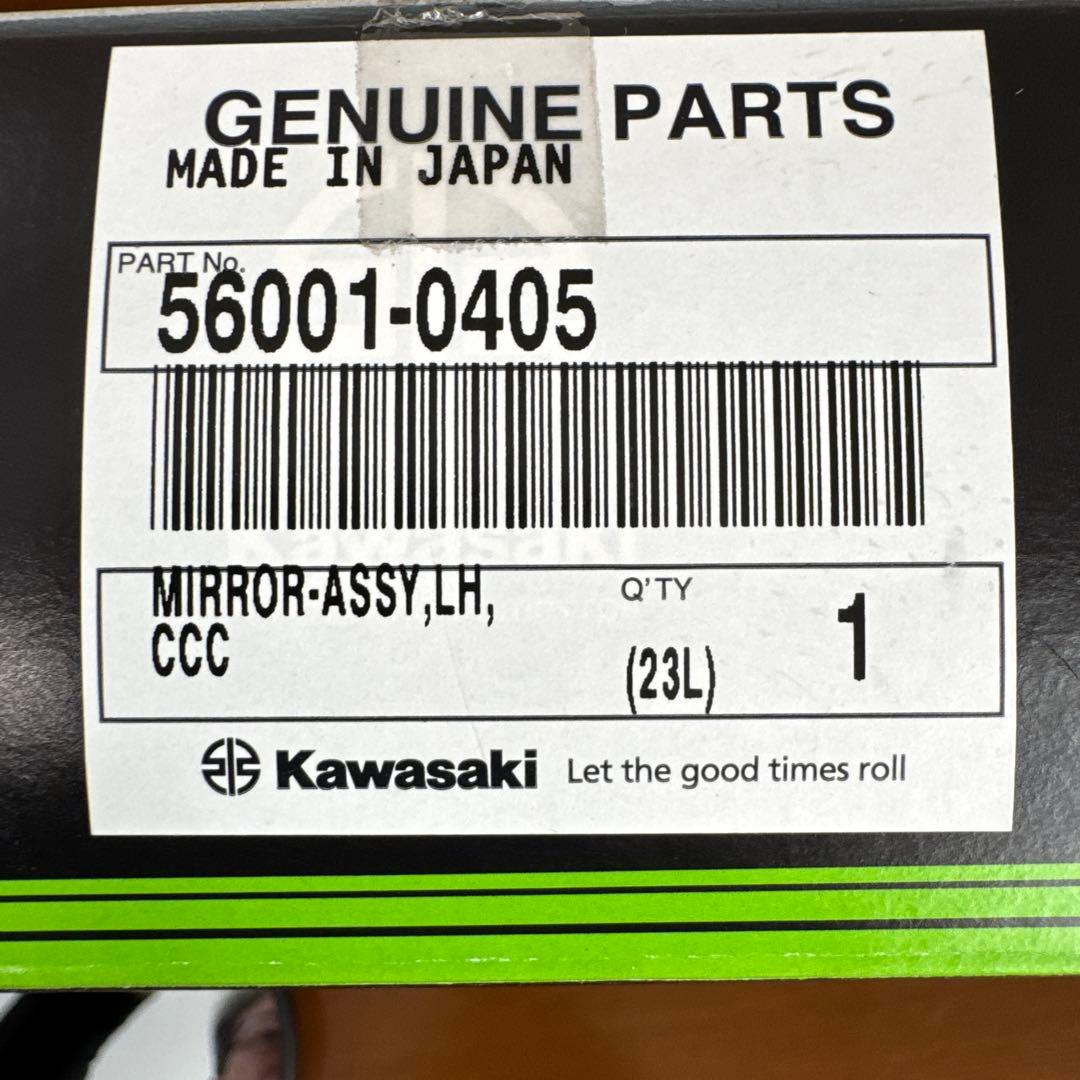 GENUINE PARTS
MADE IN JAPAN
PART No.
56001-0405
MIRROR-ASSY,LH,
CCC
Q'TY
(23L)
1
Kawasaki Let the good times roll